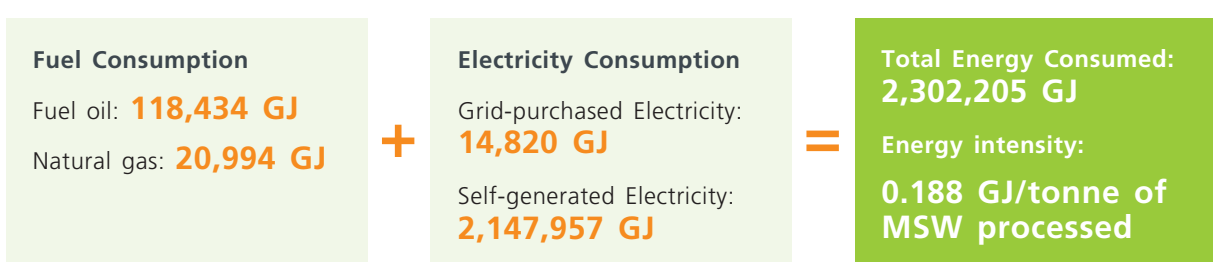 Fuel Consumption
Fuel oil: 118,434 GJ
Natural gas: 20,994 GJ
+
Electricity Consumption
Grid-purchased Electricity:
14,820 GJ
Self-generated Electricity:
2,147,957 GJ
=
Total Energy Consumed:
2,302,205 GJ
Energy intensity:
0.188 GJ/tonne of
MSW processed